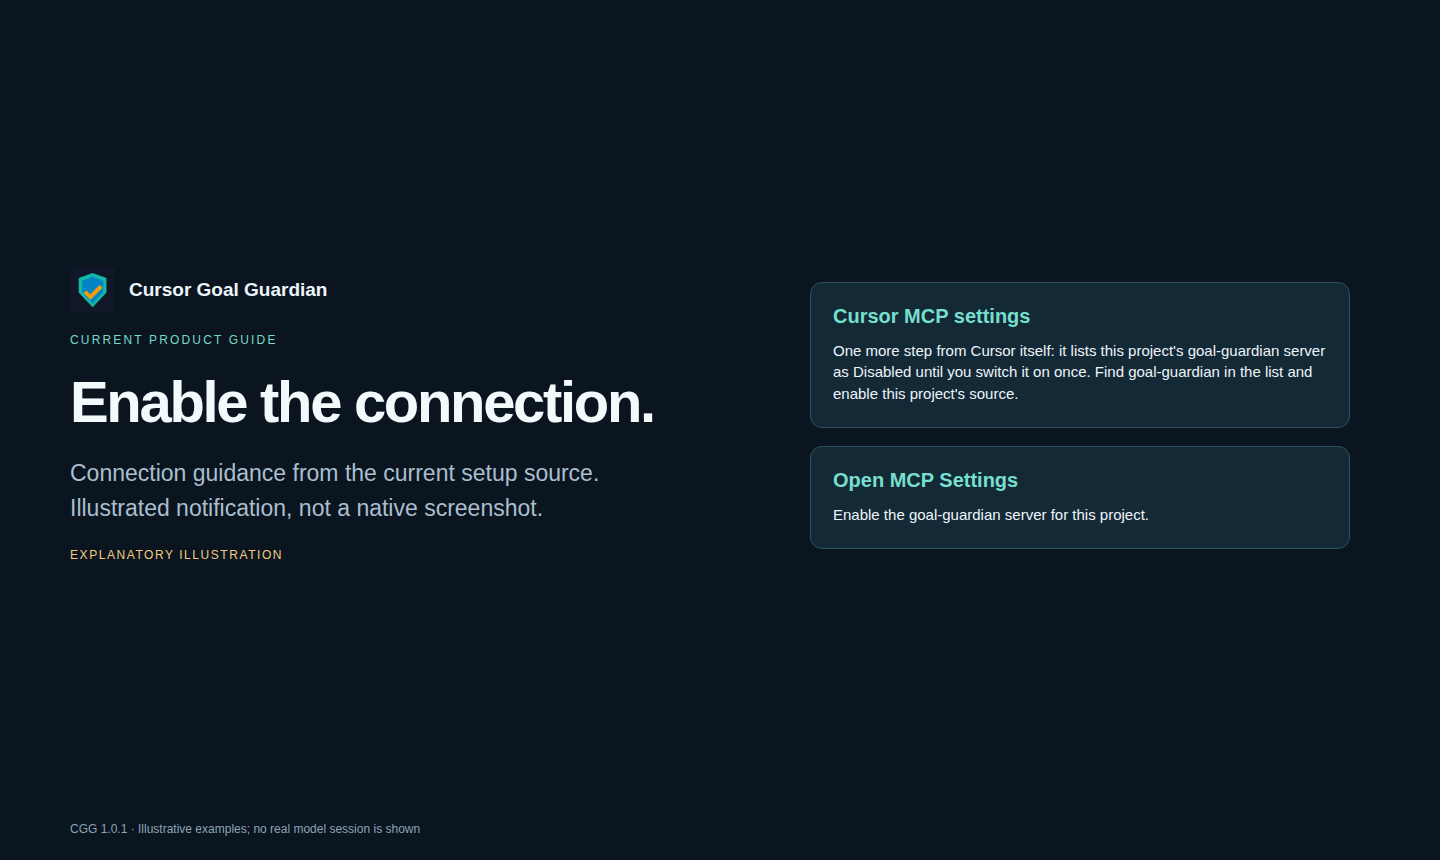 Cursor Goal Guardian
CURRENT PRODUCT GUIDE
Enable the connection.
Connection guidance from the current setup source.
Illustrated notification, not a native screenshot.
EXPLANATORY ILLUSTRATION
Cursor MCP settings
One more step from Cursor itself: it lists this project's goal-guardian server
as Disabled until you switch it on once. Find goal-guardian in the list and
enable this project's source.
Open MCP Settings
Enable the goal-guardian server for this project.
CGG 1.0.1 · Illustrative examples; no real model session is shown